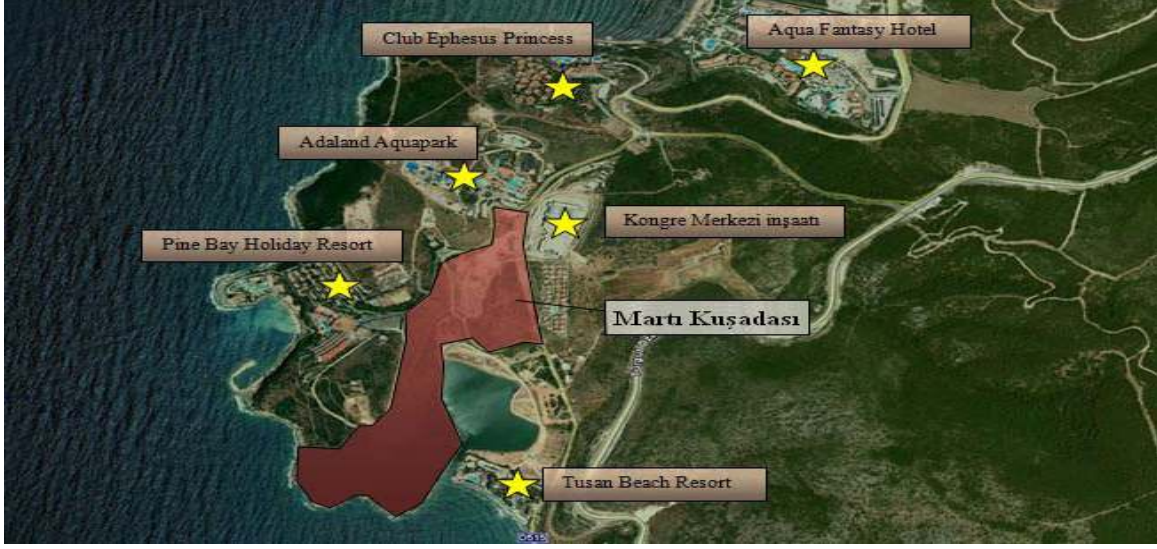 Club Ephesus Princess
Aqua Fantasy Hotel
Adaland Aquapark
Kongre Merkezi inşaatı
Pine Bay Holiday Resort
Martı Kuşadası
Tusan Beach Resort
D515